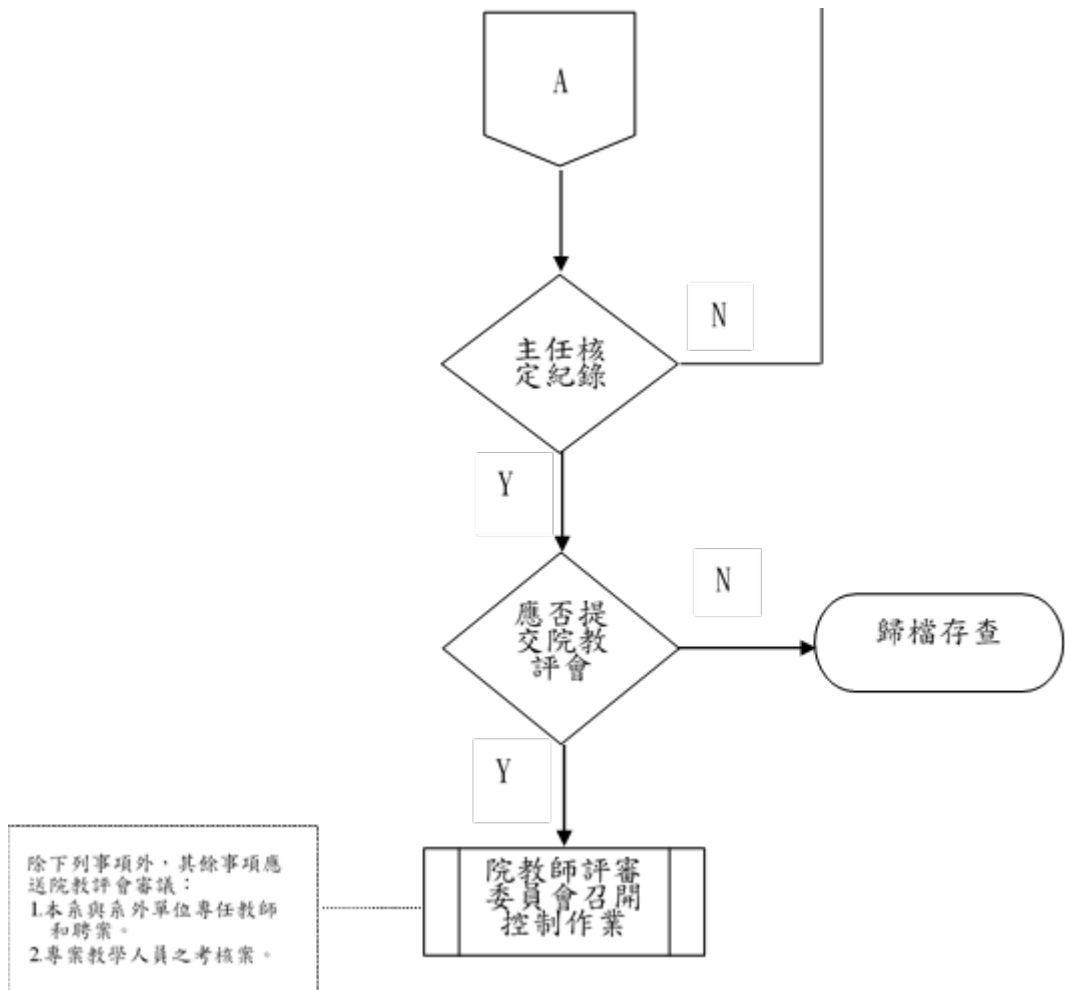 A
N
主任核
定紀錄
Y
N
應否提
交院教
評會
歸檔存查
Y
除下列事項外，其餘事項應
送院教評會審議：
1.本系與系外單位專任教師
和聘案。
2.專案教學人員之考核案。
院教師評審
委員會召開
控制作業